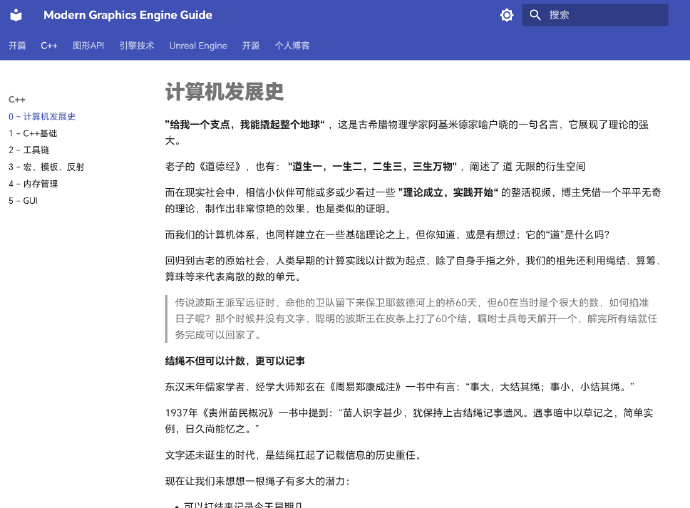 Modern Graphics Engine Guide
搜索
开篇 C++ 图形API 引擎技术 Unreal Engine 开源 个人博客
C++
0 - 计算机发展史
1 - C++基础
2 - 工具链
3 - 宏、模板、反射
4 - 内存管理
5 - GUI
计算机发展史
"给我一个支点，我能撬起整个地球“ ，这是古希腊物理学家阿基米德家喻户晓的一句名言，它展现了理论的强
大。
老子的《道德经》，也有： “道生一，一生二，二生三，三生万物“ ，阐述了 道 无限的衍生空间
而在现实社会中，相信小伙伴可能或多或少看过一些 ”理论成立，实践开始“ 的整活视频，博主凭借一个平平无奇
的理论，制作出非常惊艳的效果，也是类似的证明。
而我们的计算机体系，也同样建立在一些基础理论之上，但你知道，或是有想过：它的“道”是什么吗？
回归到古老的原始社会，人类早期的计算实践以计数为起点，除了自身手指之外，我们的祖先还利用绳结、算筹、
算珠等来代表离散的数的单元。
传说波斯王派军远征时，命他的卫队留下来保卫耶兹德河上的桥60天，但60在当时是个很大的数，如何掐准
日子呢？那个时候并没有文字，聪明的波斯王在皮条上打了60个结，嘱咐士兵每天解开一个，解完所有结就任
务完成可以回家了。
结绳不但可以计数，更可以记事
东汉末年儒家学者、经学大师郑玄在《周易郑康成注》一书中有言：“事大，大结其绳；事小，小结其绳。”
1937年《贵州苗民概况》一书中提到：“苗人识字甚少，犹保持上古结绳记事遗风。遇事暗中以草记之，简单实
例，日久尚能忆之。”
文字还未诞生的时代，是结绳扛起了记载信息的历史重任。
现在让我们来想想一根绳子有多大的潜力：
• 可以打结来记录今天星期几